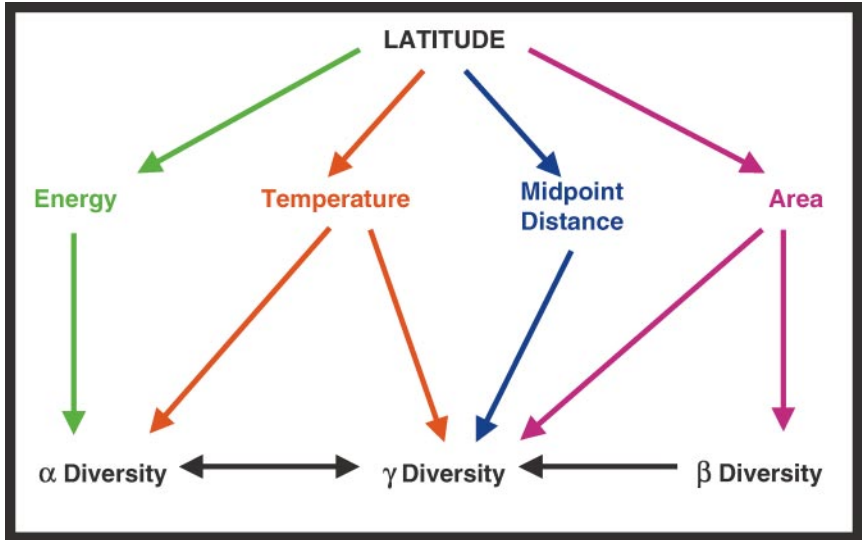 LATITUDE
Energy
Temperature
Midpoint
Distance
Area
α Diversity
γ Diversity
β Diversity